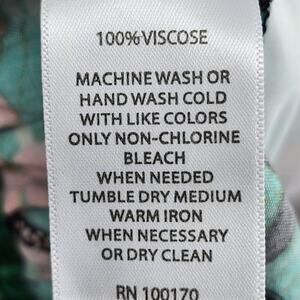 100% VISCOSE
MACHINE WASH OR
HAND WASH COLD
WITH LIKE COLORS
ONLY NON-CHLORINE
BLEACH
WHEN NEEDED
TUMBLE DRY MEDIUM
WARM IRON
WHEN NECESSARY
OR DRY CLEAN
RN 100170